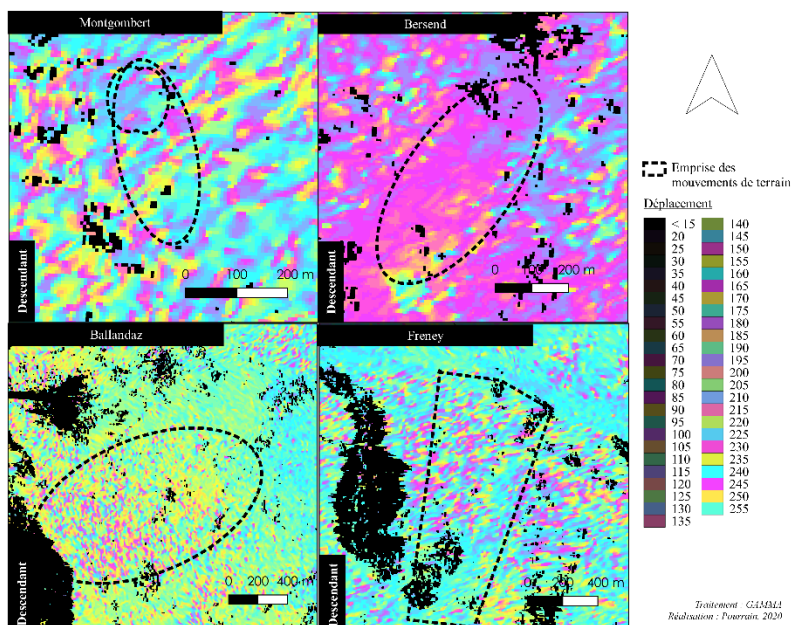 Montgombert
Bersend
Descendant
0 100 200 m
Descendant
0 100 200 m
Ballandaz
Freney
Descendant
0 200 400 m
Descendant
0 200 400 m
Emprise des
mouvements de terrain
Déplacement
< 15 140
20 145
25 150
30 155
35 160
40 165
45 170
50 175
55 180
60 185
65 190
70 195
75 200
80 205
85 210
90 215
95 220
100 225
105 230
110 235
115 240
120 245
125 250
130 255
135
Traitement : GAMMA
Réalisation : Pourrain, 2020